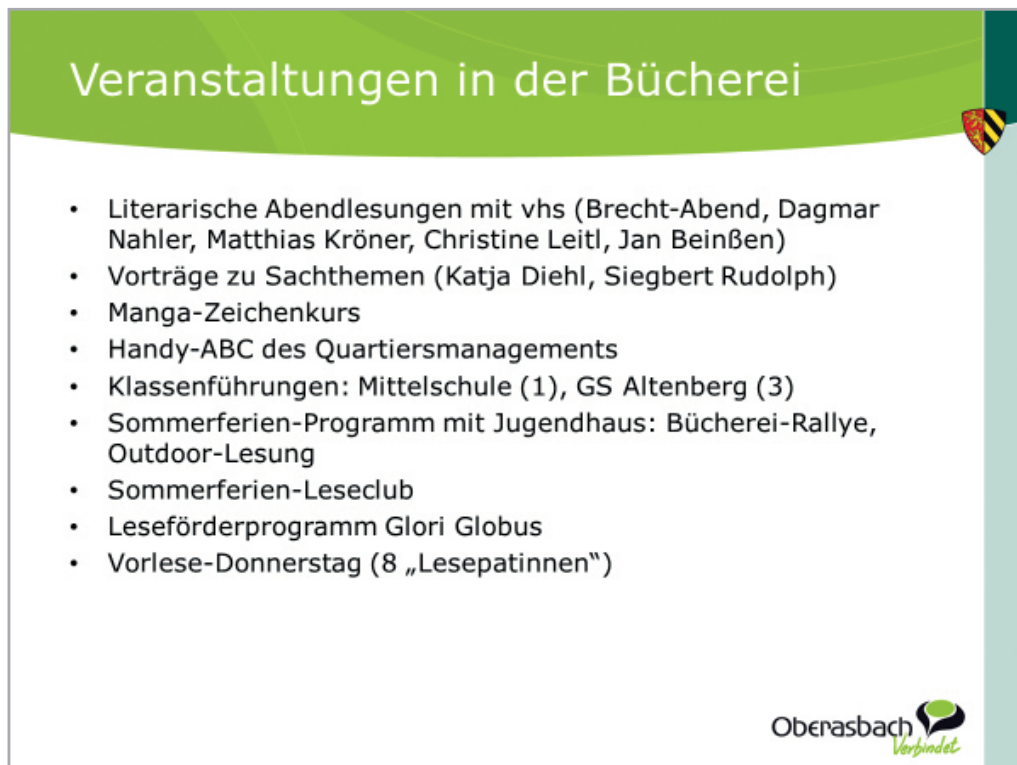 Veranstaltungen in der Bücherei
• Literarische Abendlesungen mit vhs (Brecht-Abend, Dagmar
Nahler, Matthias Kröner, Christine Leitl, Jan Beinßen)
• Vorträge zu Sachthemen (Katja Diehl, Siegbert Rudolph)
• Manga-Zeichenkurs
• Handy-ABC des Quartiersmanagements
• Klassenführungen: Mittelschule (1), GS Altenberg (3)
• Sommerferien-Programm mit Jugendhaus: Bücherei-Rallye,
Outdoor-Lesung
• Sommerferien-Leseclub
• Leseförderprogramm Glori Globus
• Vorlese-Donnerstag (8 „Lesepatinnen“)
Oberasbach
Verbindet